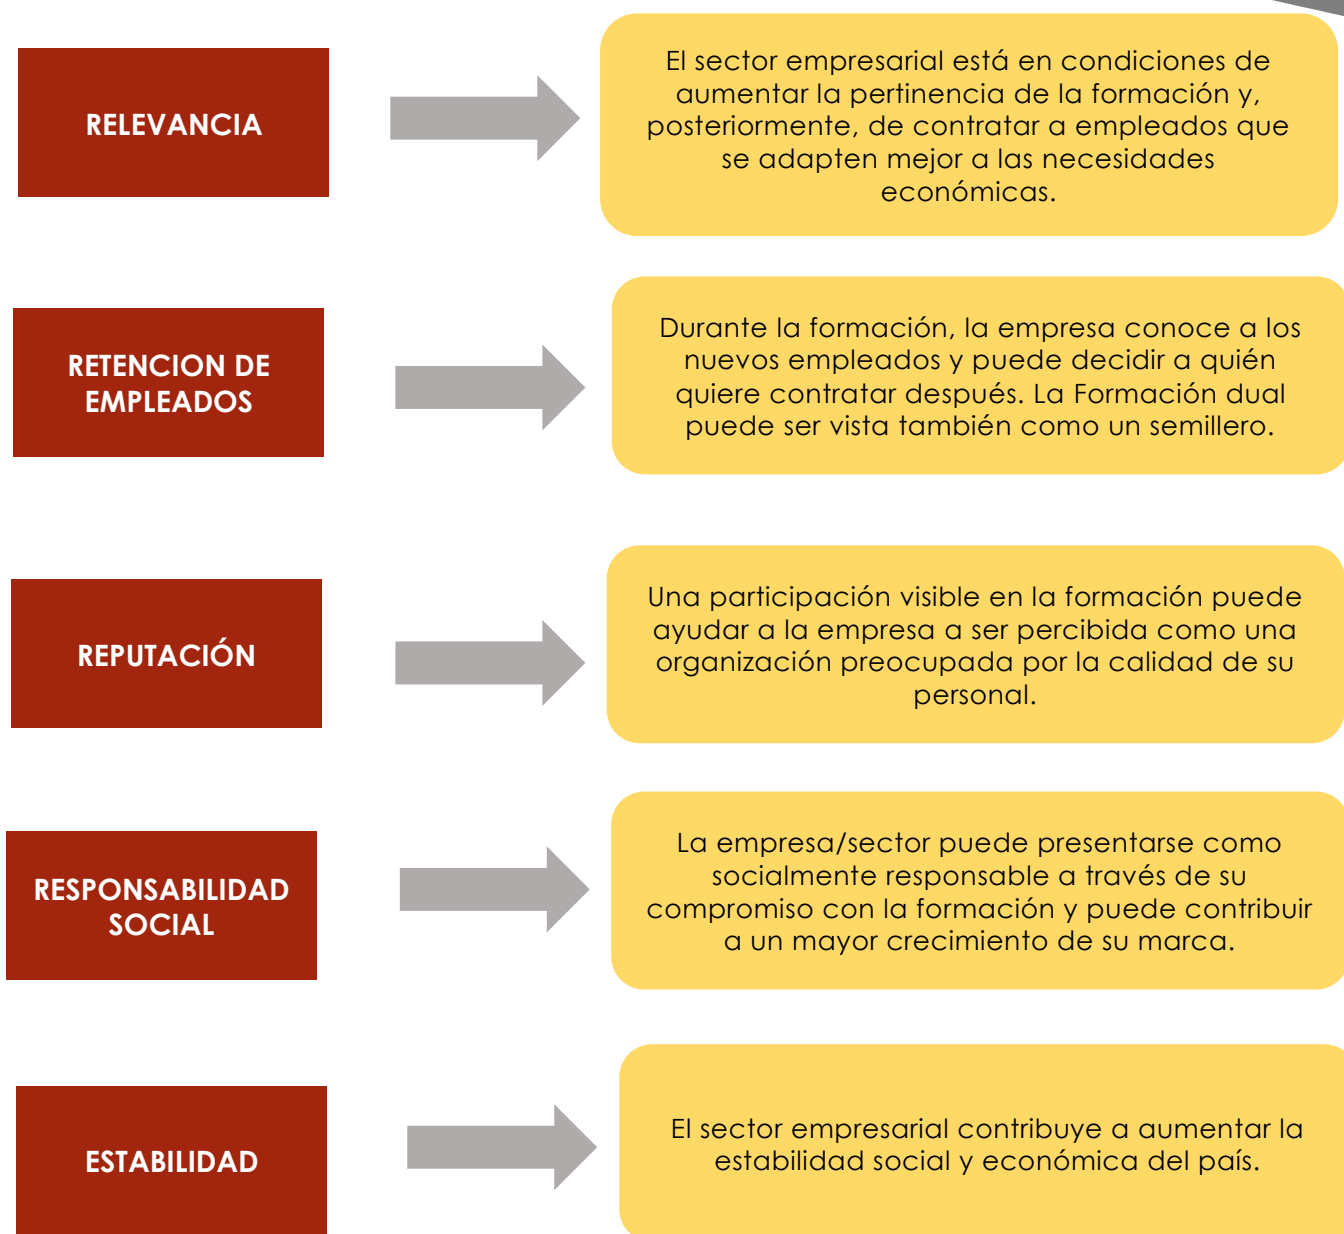 RELEVANCIA
El sector empresarial está en condiciones de
aumentar la pertinencia de la formación y,
posteriormente, de contratar a empleados que
se adapten mejor a las necesidades
económicas.
RETENCION DE
EMPLEADOS
Durante la formación, la empresa conoce a los
nuevos empleados y puede decidir a quién
quiere contratar después. La Formación dual
puede ser vista también como un semillero.
REPUTACIÓN
Una participación visible en la formación puede
ayudar a la empresa a ser percibida como una
organización preocupada por la calidad de su
personal.
RESPONSABILIDAD
SOCIAL
La empresa/sector puede presentarse como
socialmente responsable a través de su
compromiso con la formación y puede contribuir
a un mayor crecimiento de su marca.
ESTABILIDAD
El sector empresarial contribuye a aumentar la
estabilidad social y económica del país.